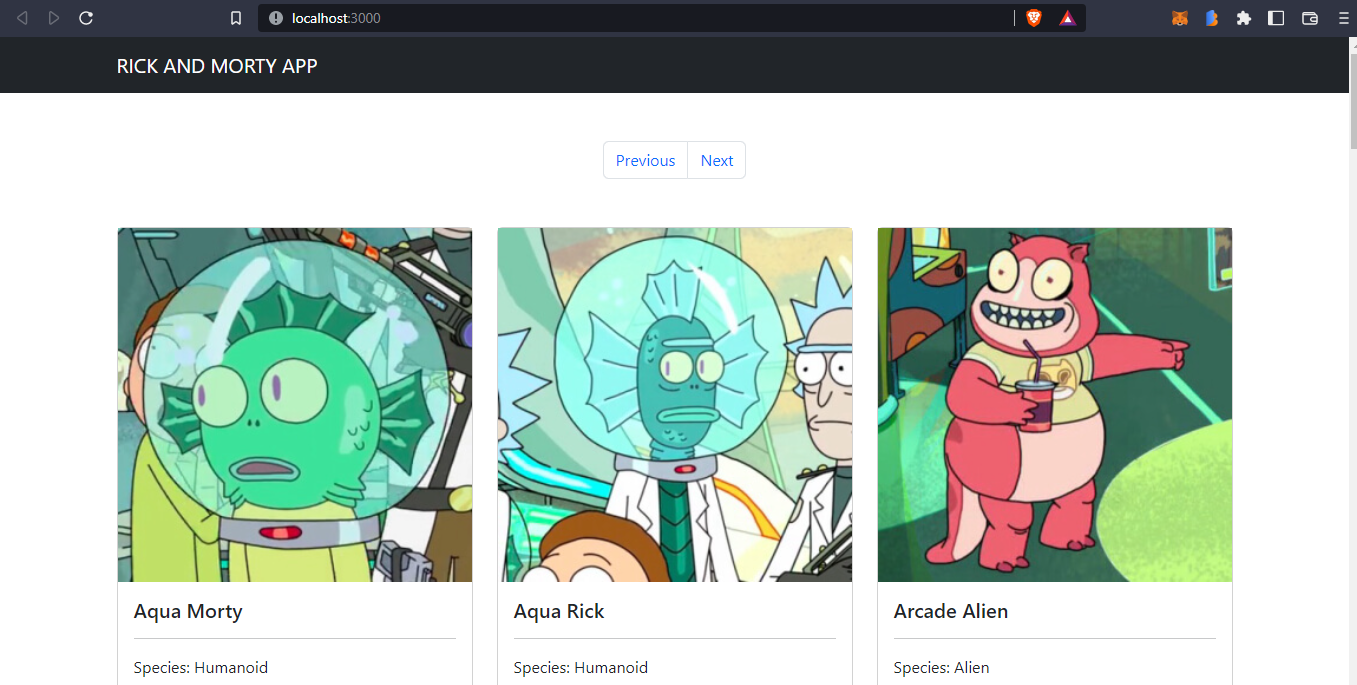 localhost:3000
RICK AND MORTY APP
Previous Next
Aqua Morty
Aqua Rick
Arcade Alien
Species: Humanoid
Species: Humanoid
Species: Alien